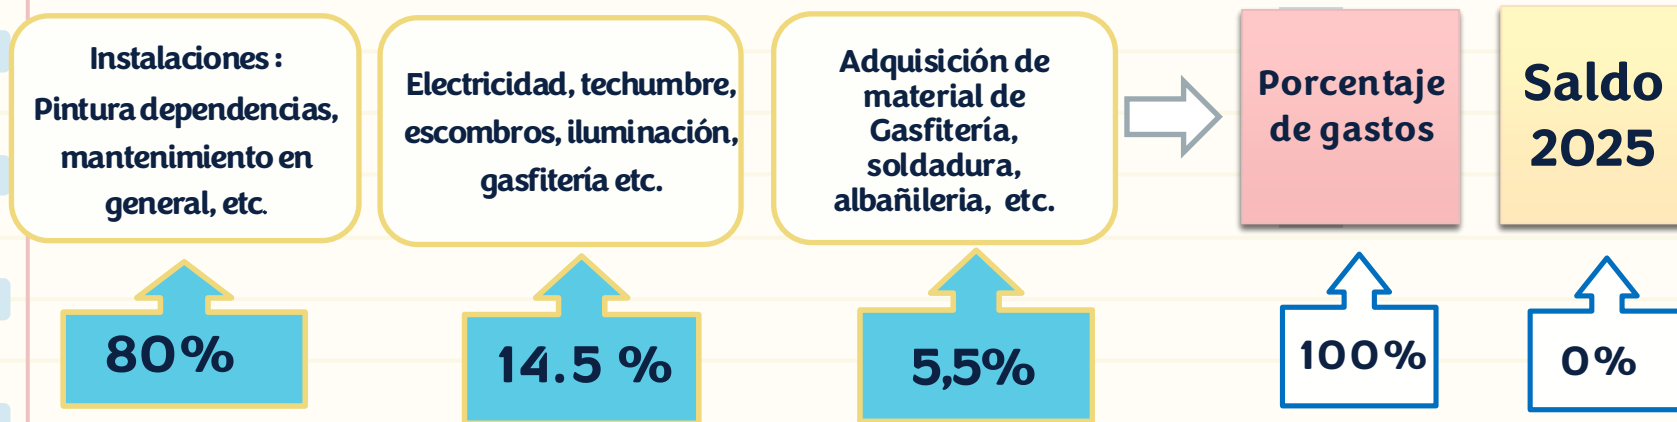 Instalaciones :
Pintura dependencias,
mantenimiento en
general, etc.
Electricidad, techumbre,
escombros, iluminación,
gasfitería etc.
Adquisición de
material de
Gasfitería,
soldadura,
albañileria, etc.
Porcentaje
de gastos
Saldo
2025
80%
14.5 %
5,5%
100%
0%